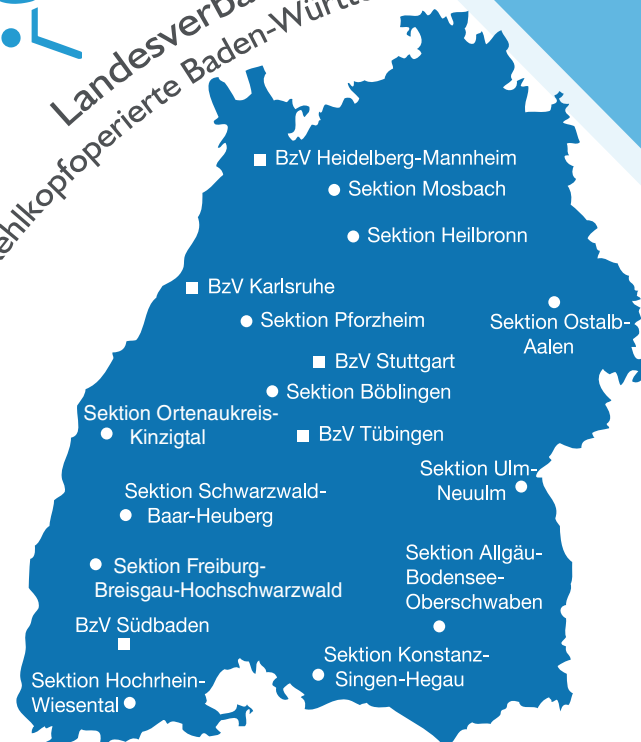 Landesverba
ehlkopfoperierte Baden-Württ
BzV Heidelberg-Mannheim
Sektion Mosbach
Sektion Heilbronn
BzV Karlsruhe
Sektion Pforzheim
Sektion Ostalb-
Aalen
BzV Stuttgart
Sektion Böblingen
Sektion Ortenaukreis-
Kinzigtal
BzV Tübingen
Sektion Ulm-
Neuulm
Sektion Schwarzwald-
Baar-Heuberg
Sektion Freiburg-
Breisgau-Hochschwarzwald
Sektion Allgäu-
Bodensee-
Oberschwaben
BzV Südbaden
Sektion Konstanz-
Singen-Hegau
Sektion Hochrhein-
Wiesental